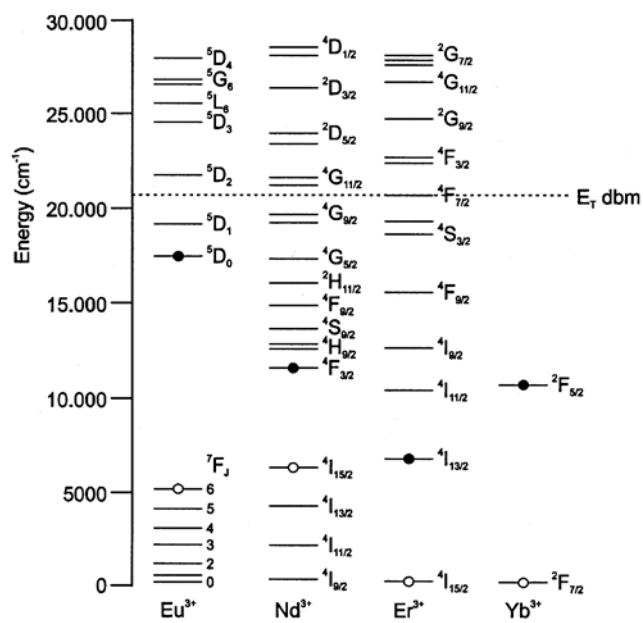 30.000
25.000
20.000
15.000
10.000
5000
0
Energy (cm⁻¹)
⁵D₄
⁵G₆
⁵L₆
⁵D₃
⁵D₂
⁵D₁
⁵D₀
⁷F_J
6
5
4
3
2
0
Eu³⁺
⁴D₁/₂
²D₃/₂
²D₅/₂
⁴G₁₁/₂
⁴G₉/₂
⁴G₅/₂
²H₁₁/₂
⁴F₉/₂
⁴S₉/₂
⁴H₉/₂
⁴F₃/₂
⁴I₁₅/₂
⁴I₁₃/₂
⁴I₁₁/₂
⁴I₉/₂
Nd³⁺
²G₇/₂
⁴G₁₁/₂
²G₉/₂
⁴F₃/₂
⁴F₇/₂
⁴S₃/₂
⁴F₉/₂
⁴I₉/₂
⁴I₁₁/₂
⁴I₁₃/₂
⁴I₁₅/₂
Er³⁺
²F₅/₂
²F₇/₂
Yb³⁺
E_T dbm